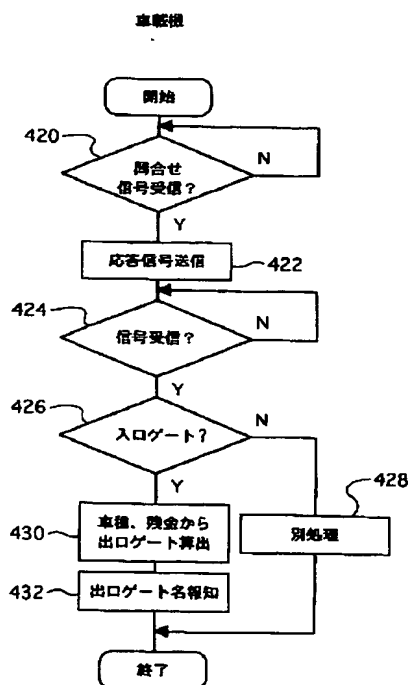 車載機
開始
420
問合せ
信号受信?
N
Y
応答信号送信
422
424
信号受信?
N
Y
426
入口ゲート?
N
Y
428
430
車種、残金から
出口ゲート算出
別処理
432
出口ゲート名報知
終了